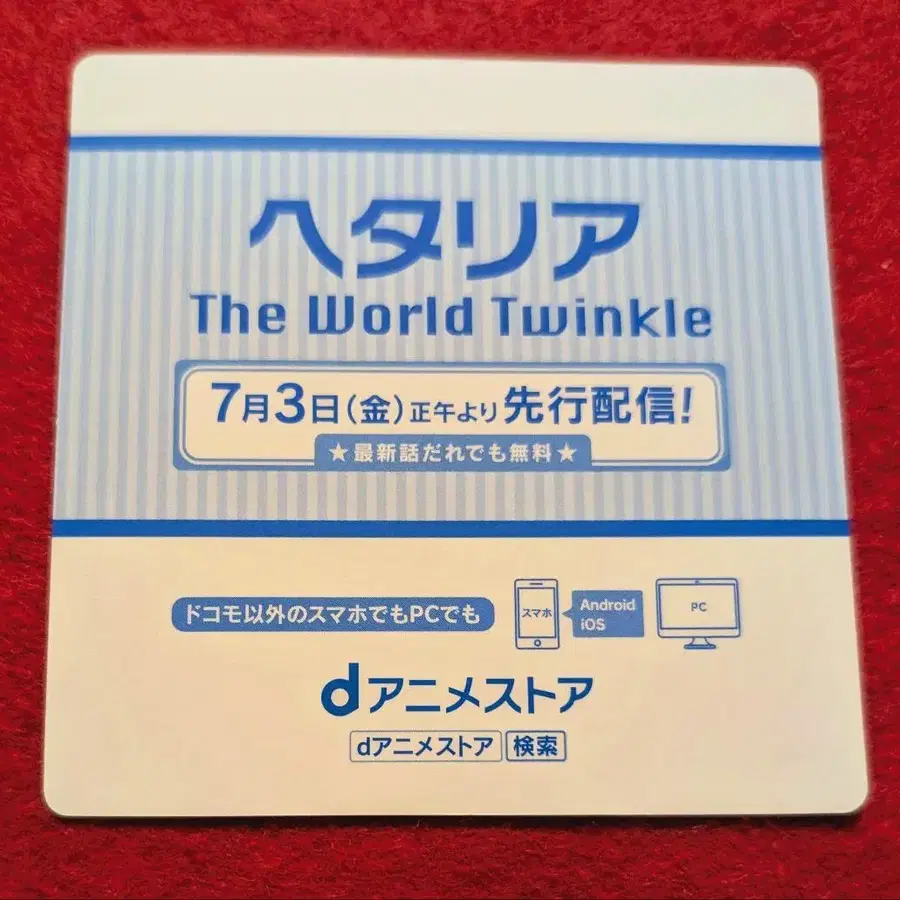 ヘタリア
The World Twinkle
7月3日(金)正午より先行配信!
★最新話だれでも無料★
ドコモ以外のスマホでもPCでも
スマホ
Android
iOS
PC
dアニメストア
dアニメストア 検索